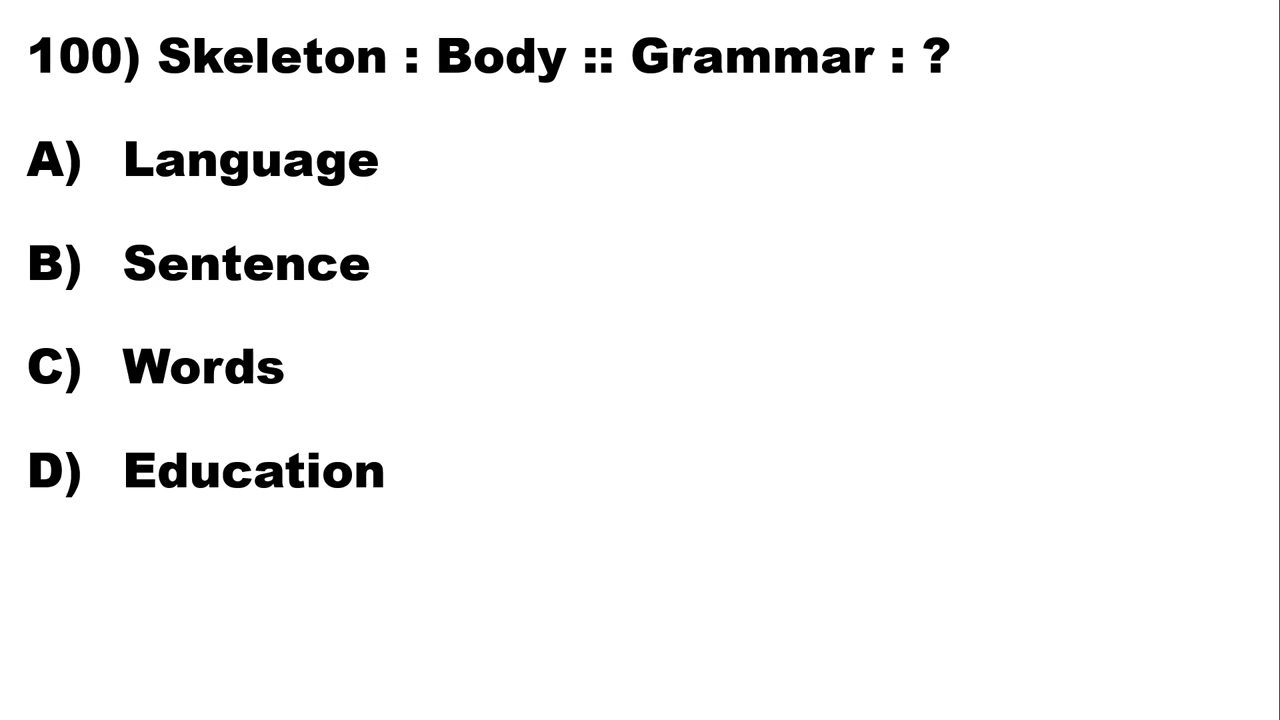 100) Skeleton : Body :: Grammar : ?
A) Language
B) Sentence
C) Words
D) Education